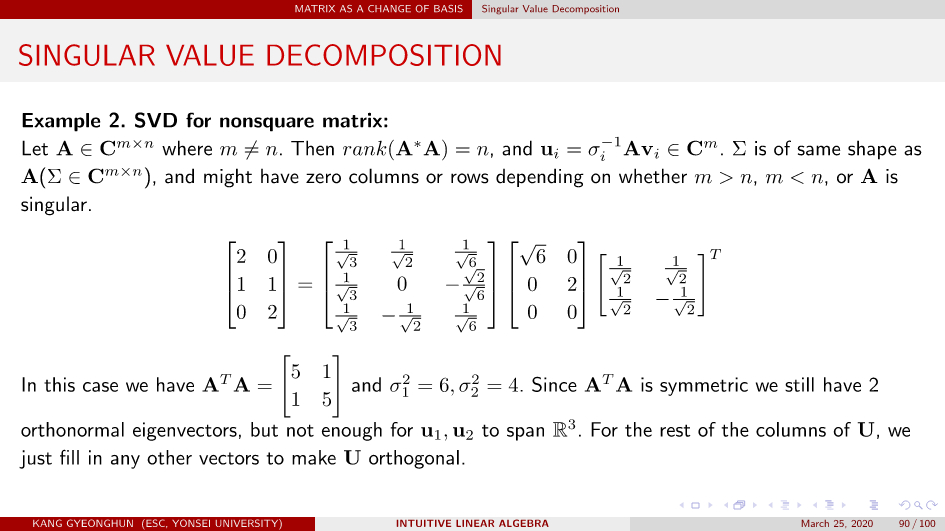 MATRIX AS A CHANGE OF BASIS Singular Value Decomposition
SINGULAR VALUE DECOMPOSITION
Example 2. SVD for nonsquare matrix:
Let $\mathbf{A} \in \mathbf{C}^{m \times n}$ where $m \neq n$. Then $rank(\mathbf{A}^*\mathbf{A}) = n$, and $\mathbf{u}_i = \sigma_i^{-1}\mathbf{A}\mathbf{v}_i \in \mathbf{C}^m$. $\Sigma$ is of same shape as
$\mathbf{A}(\Sigma \in \mathbf{C}^{m \times n})$, and might have zero columns or rows depending on whether $m > n$, $m < n$, or $\mathbf{A}$ is
singular.
$\begin{bmatrix} 2 & 0 \\ 1 & 1 \\ 0 & 2 \end{bmatrix} = \begin{bmatrix} \frac{1}{\sqrt{3}} & \frac{1}{\sqrt{2}} & \frac{1}{\sqrt{6}} \\ \frac{1}{\sqrt{3}} & 0 & -\frac{\sqrt{2}}{\sqrt{6}} \\ \frac{1}{\sqrt{3}} & -\frac{1}{\sqrt{2}} & \frac{1}{\sqrt{6}} \end{bmatrix} \begin{bmatrix} \sqrt{6} & 0 \\ 0 & 2 \\ 0 & 0 \end{bmatrix} \begin{bmatrix} \frac{1}{\sqrt{2}} & \frac{1}{\sqrt{2}} \\ \frac{1}{\sqrt{2}} & -\frac{1}{\sqrt{2}} \end{bmatrix}^T$
In this case we have $\mathbf{A}^T\mathbf{A} = \begin{bmatrix} 5 & 1 \\ 1 & 5 \end{bmatrix}$ and $\sigma_1^2 = 6, \sigma_2^2 = 4$. Since $\mathbf{A}^T\mathbf{A}$ is symmetric we still have 2
orthonormal eigenvectors, but not enough for $\mathbf{u}_1, \mathbf{u}_2$ to span $\mathbb{R}^3$. For the rest of the columns of $\mathbf{U}$, we
just fill in any other vectors to make $\mathbf{U}$ orthogonal.
KANG GYEONGHUN (ESC, YONSEI UNIVERSITY) INTUITIVE LINEAR ALGEBRA March 25, 2020 90 / 100